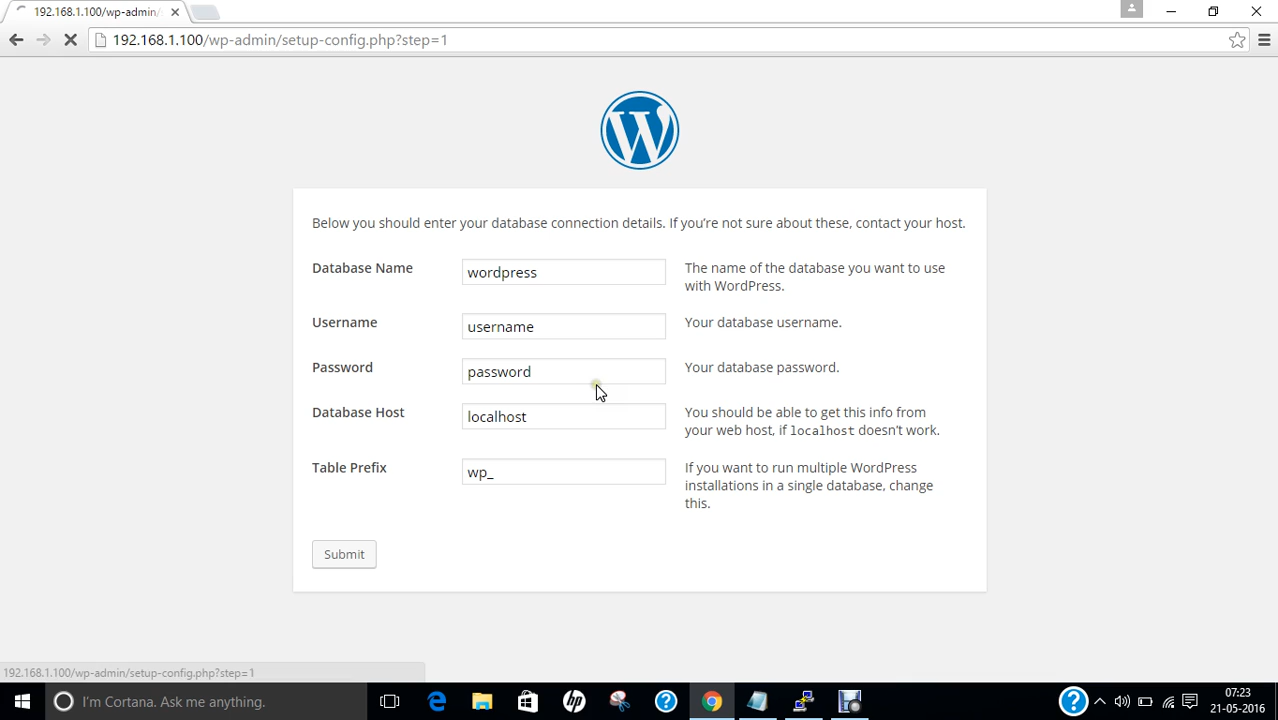 192.168.1.100/wp-admin/
192.168.1.100/wp-admin/setup-config.php?step=1
Below you should enter your database connection details. If you're not sure about these, contact your host.
Database Name
wordpress
The name of the database you want to use
with WordPress.
Username
username
Your database username.
Password
password
Your database password.
Database Host
localhost
You should be able to get this info from
your web host, if localhost doesn't work.
Table Prefix
wp_
If you want to run multiple WordPress
installations in a single database, change
this.
Submit
192.168.1.100/wp-admin/setup-config.php?step=1
I'm Cortana. Ask me anything.
07:23
21-05-2016